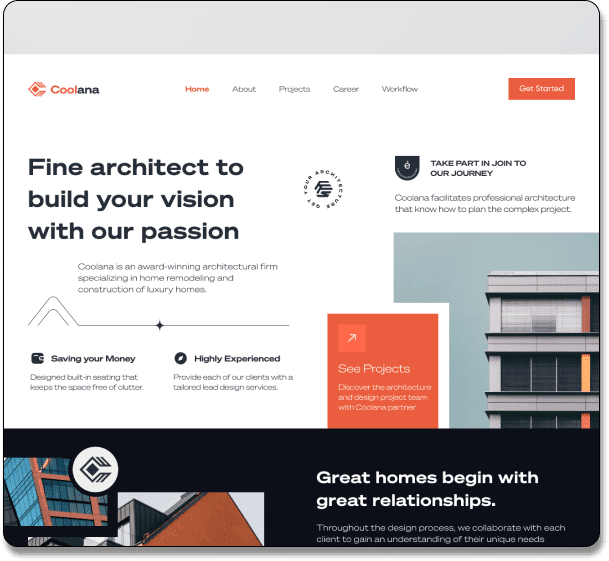 Coolana
Home
About
Projects
Career
Workflow
Get Started
Fine architect to
build your vision
with our passion
GET YOUR ARCHITECTURE
é
TAKE PART IN JOIN TO
OUR JOURNEY
Coolana facilitates professional architecture
that know how to plan the complex project.
Coolana is an award-winning architectural firm
specializing in home remodeling and
construction of luxury homes.
Saving your Money
Designed built-in seating that
keeps the space free of clutter.
Highly Experienced
Provide each of our clients with a
tailored lead design services.
See Projects
Discover the architecture
and design project team
with Coolana partner
Great homes begin with
great relationships.
Throughout the design process, we collaborate with each
client to gain an understanding of their unique needs